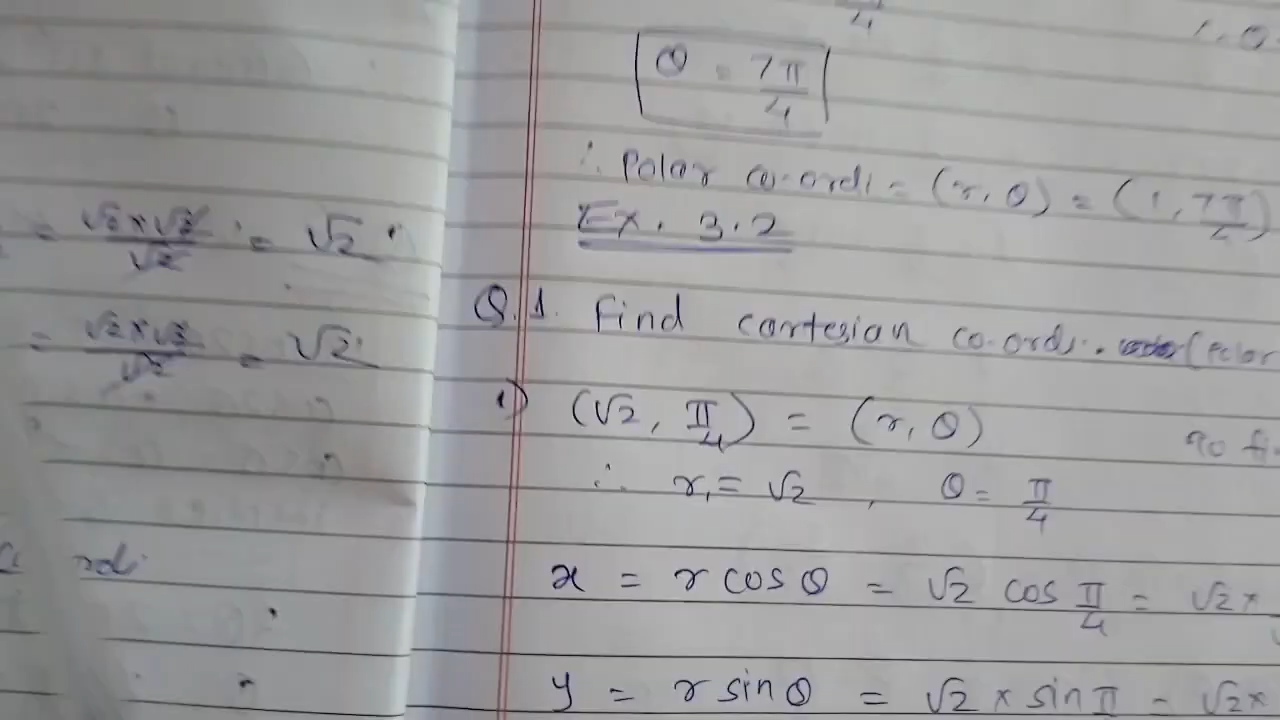 = √2×√2/√2 = √2
= √2×√2/√2 = √2
θ = 7π/4
∴ Polar co-ordi = (r, θ) = (1, 7π/4)
Ex. 3.2
Q.1. Find cartesian co-ordi. (Polar
1) (√2, π/4) = (r, θ)
∴ r = √2, θ = π/4
x = r cos θ = √2 cos π/4 = √2×
y = r sin θ = √2 × sin π = √2×